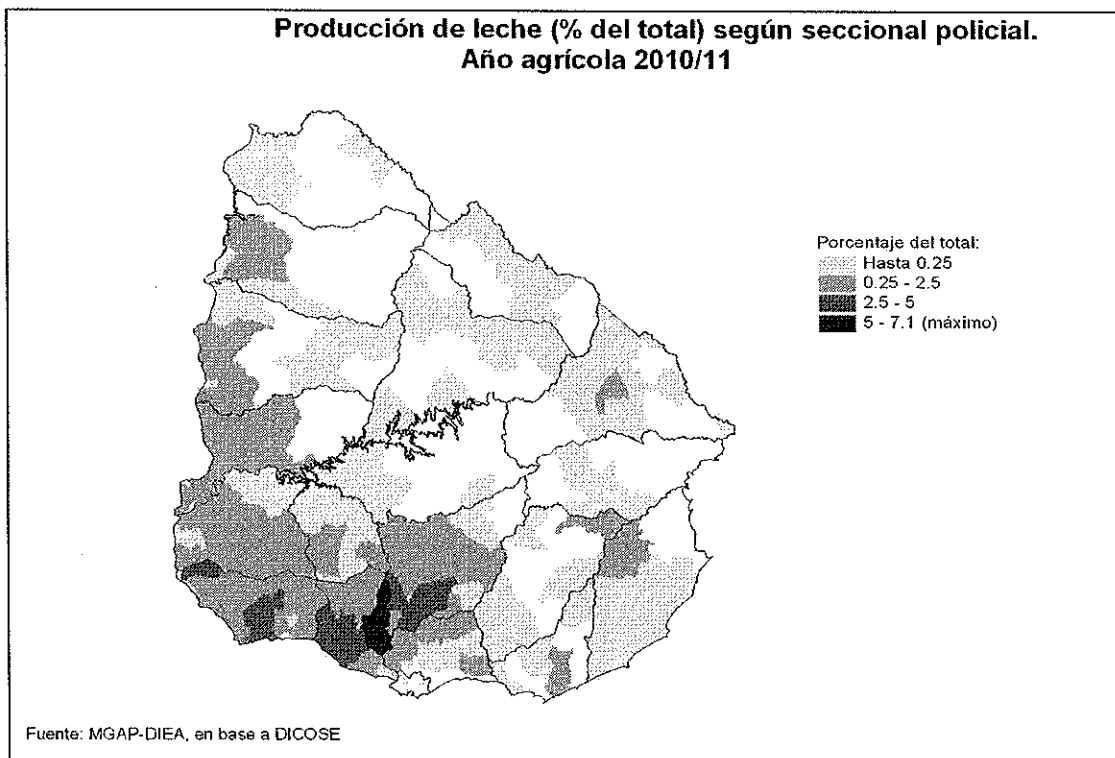 Producción de leche (% del total) según seccional policial.
Año agrícola 2010/11
Porcentaje del total:
Hasta 0.25
0.25 - 2.5
2.5 - 5
5 - 7.1 (máximo)
Fuente: MGAP-DIEA, en base a DICOSE